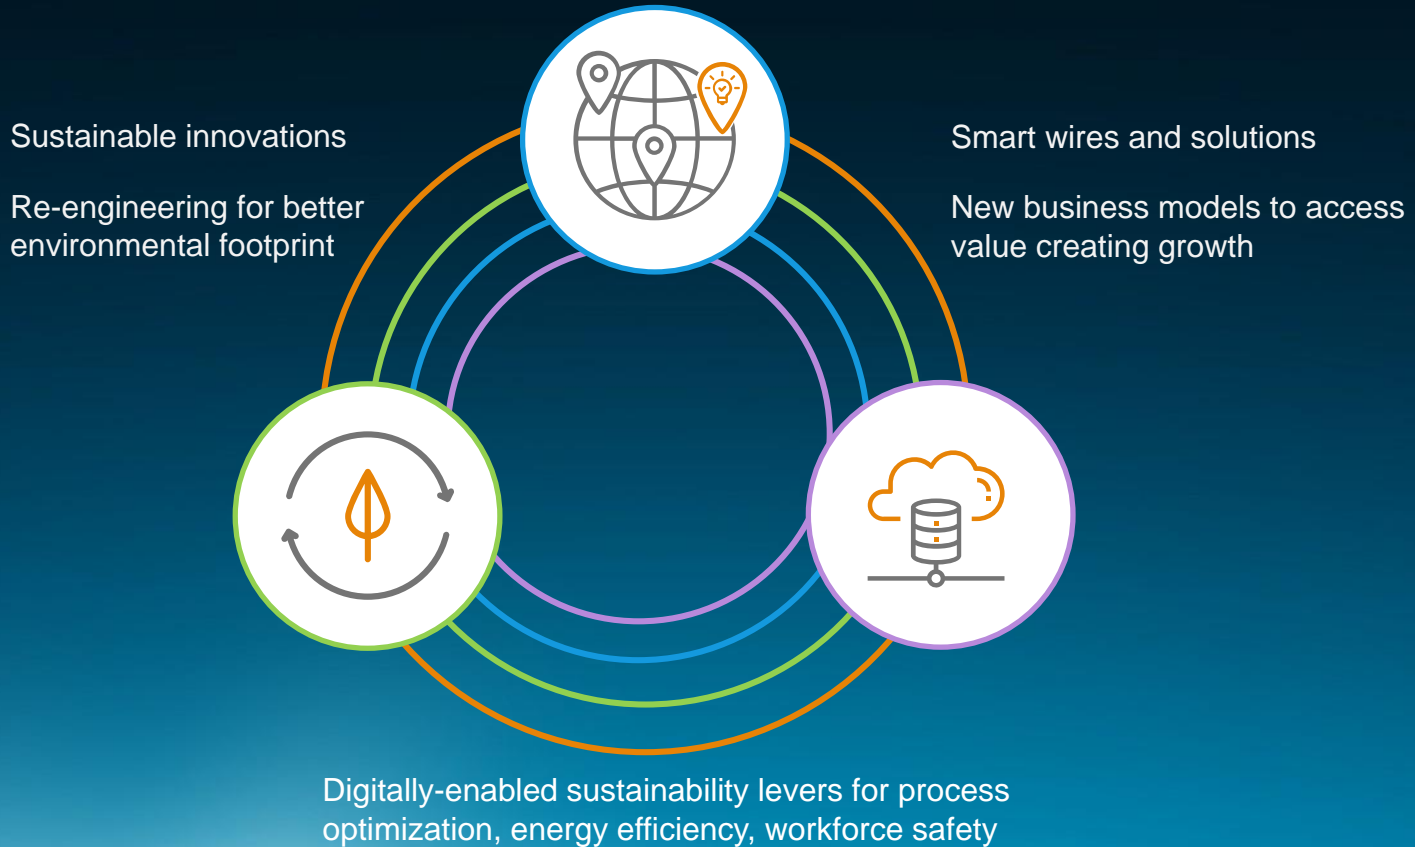 Sustainable innovations
Re-engineering for better
environmental footprint
Smart wires and solutions
New business models to access
value creating growth
Digitally-enabled sustainability levers for process
optimization, energy efficiency, workforce safety